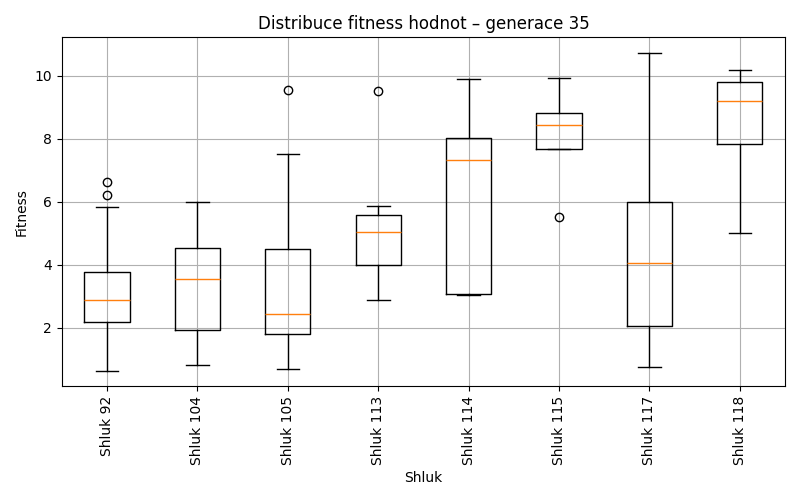 Distribuce fitness hodnot – generace 35
Fitness
10
8
6
4
2
Shluk 92
Shluk 104
Shluk 105
Shluk 113
Shluk 114
Shluk 115
Shluk 117
Shluk 118
Shluk